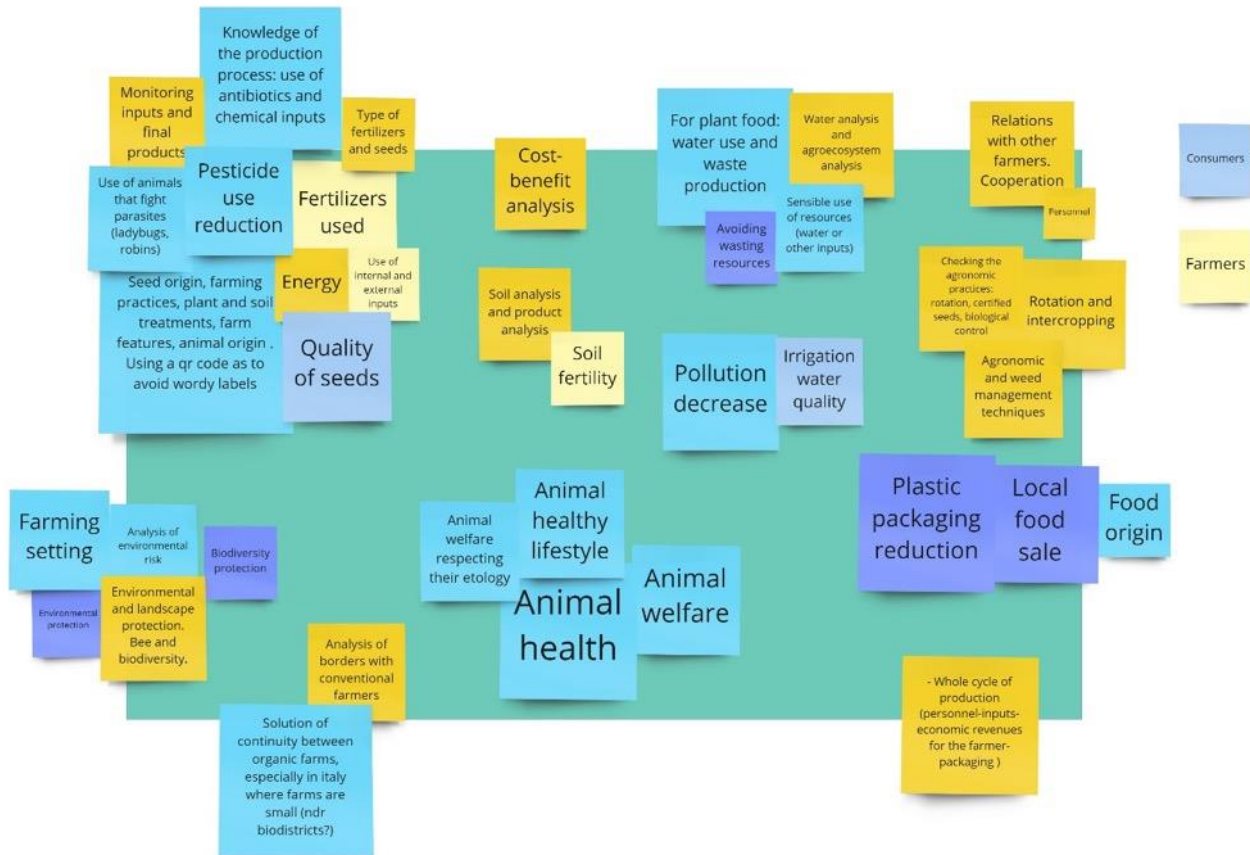 Knowledge of
the production
process: use of
antibiotics and
chemical inputs
Monitoring
inputs and
final
products
Type of
fertilizers
and seeds
Use of animals
that fight
parasites
(ladybugs,
robins)
Pesticide
use
reduction
Fertilizers
used
Energy
Use of
internal and
external
inputs
Seed origin, farming
practices, plant and soil
treatments, farm
features, animal origin .
Using a qr code as to
avoid wordy labels
Quality
of seeds
Cost-
benefit
analysis
Soil analysis
and product
analysis
Soil
fertility
For plant food:
water use and
waste
production
Water analysis
and
agroecosystem
analysis
Avoiding
wasting
resources
Sensible use
of resources
(water or
other inputs)
Pollution
decrease
Irrigation
water
quality
Relations
with other
farmers.
Cooperation
Personnel
Checking the
agronomic
practices:
rotation, certified
seeds, biological
control
Rotation and
intercropping
Agronomic
and weed
management
techniques
Consumers
Farmers
Farming
setting
Analysis of
environmental
risk
Biodiversity
protection
Environmental
protection
Environmental
and landscape
protection.
Bee and
biodiversity.
Analysis of
borders with
conventional
farmers
Solution of
continuity between
organic farms,
especially in italy
where farms are
small (ndr
biodistricts?)
Animal
welfare
respecting
their etology
Animal
healthy
lifestyle
Animal
health
Animal
welfare
Plastic
packaging
reduction
Local
food
sale
Food
origin
- Whole cycle of
production
(personnel-inputs-
economic revenues
for the farmer-
packaging )